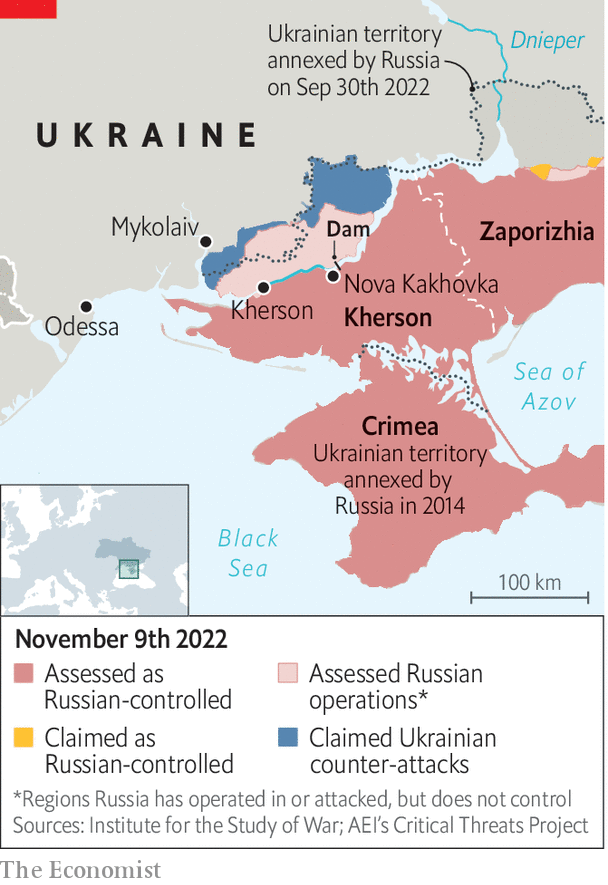 Ukrainian territory
annexed by Russia
on Sep 30th 2022
Dnieper
UKRAINE
Mykolaiv
Dam
Zaporizhia
Nova Kakhovka
Kherson
Kherson
Odessa
Sea of
Azov
Crimea
Ukrainian territory
annexed by
Russia in 2014
Black
Sea
100 km
November 9th 2022
Assessed as
Russian-controlled
Assessed Russian
operations*
Claimed as
Russian-controlled
Claimed Ukrainian
counter-attacks
*Regions Russia has operated in or attacked, but does not control
Sources: Institute for the Study of War; AEI’s Critical Threats Project
The Economist